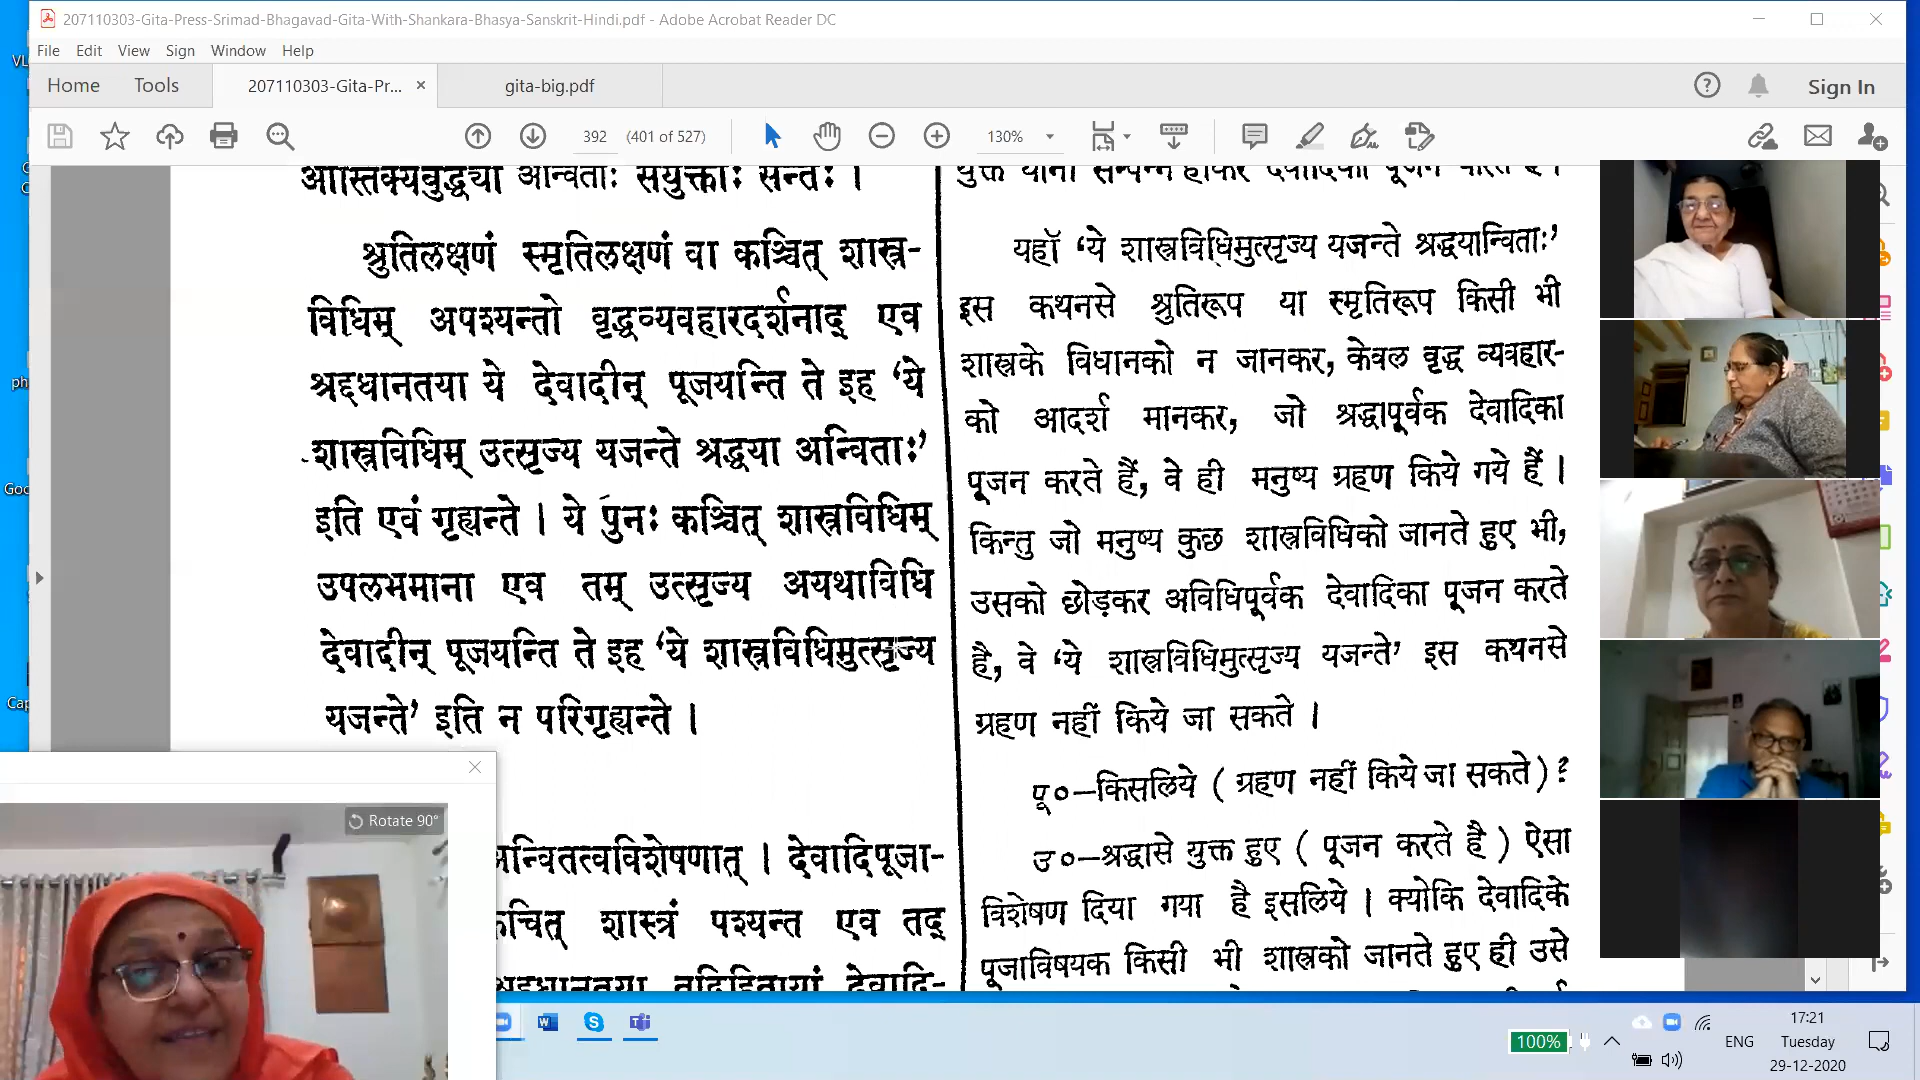 207110303-Gita-Press-Srimad-Bhagavad-Gita-With-Shankara-Bhasya-Sanskrit-Hindi.pdf - Adobe Acrobat Reader DC
File Edit View Sign Window Help
Home Tools 207110303-Gita-Pr... × gita-big.pdf Sign In
392 (401 of 527) 130%
आस्तिक्यबुद्ध्या अन्विताः संयुक्ताः सन्तः ।
श्रुतिलक्षणं स्मृतिलक्षणं वा कञ्चित् शास्त्र-
विधिम् अपश्यन्तो वृद्धव्यवहारदर्शनाद् एव
श्रद्दधानतया ये देवादीन् पूजयन्ति ते इह ‘ये
शास्त्रविधिम् उत्सृज्य यजन्ते श्रद्धया अन्विताः’
इति एवं गृह्यन्ते । ये पुनः कञ्चित् शास्त्रविधिम्
उपलभमाना एव तम् उत्सृज्य अयथाविधि
देवादीन् पूजयन्ति ते इह ‘ये शास्त्रविधिमुत्सृज्य
यजन्ते’ इति न परिगृह्यन्ते ।
अन्वितत्वविशेषणात् । देवादिपूजा-
शास्त्रं पश्यन्त एव तद्
देवादि-
यहाँ ‘ये शास्त्रविधिमुत्सृज्य यजन्ते श्रद्धयान्विताः’
इस कथनसे श्रुतिरूप या स्मृतिरूप किसी भी
शास्त्रके विधानको न जानकर, केवल वृद्ध व्यवहार-
को आदर्श मानकर, जो श्रद्धापूर्वक देवादिका
पूजन करते हैं, वे ही मनुष्य ग्रहण किये गये हैं ।
किन्तु जो मनुष्य कुछ शास्त्रविधिको जानते हुए भी,
उसको छोड़कर अविधिपूर्वक देवादिका पूजन करते
है, वे ‘ये शास्त्रविधिमुत्सृज्य यजन्ते’ इस कथनसे
ग्रहण नहीं किये जा सकते ।
पू०—किसलिये ( ग्रहण नहीं किये जा सकते ) ?
उ०—श्रद्धासे युक्त हुए ( पूजन करते है ) ऐसा
विशेषण दिया गया है इसलिये । क्योकि देवादिके
पूजाविषयक किसी भी शास्त्रको जानते हुए ही उसे
Rotate 90°
100%
ENG
17:21
Tuesday
29-12-2020